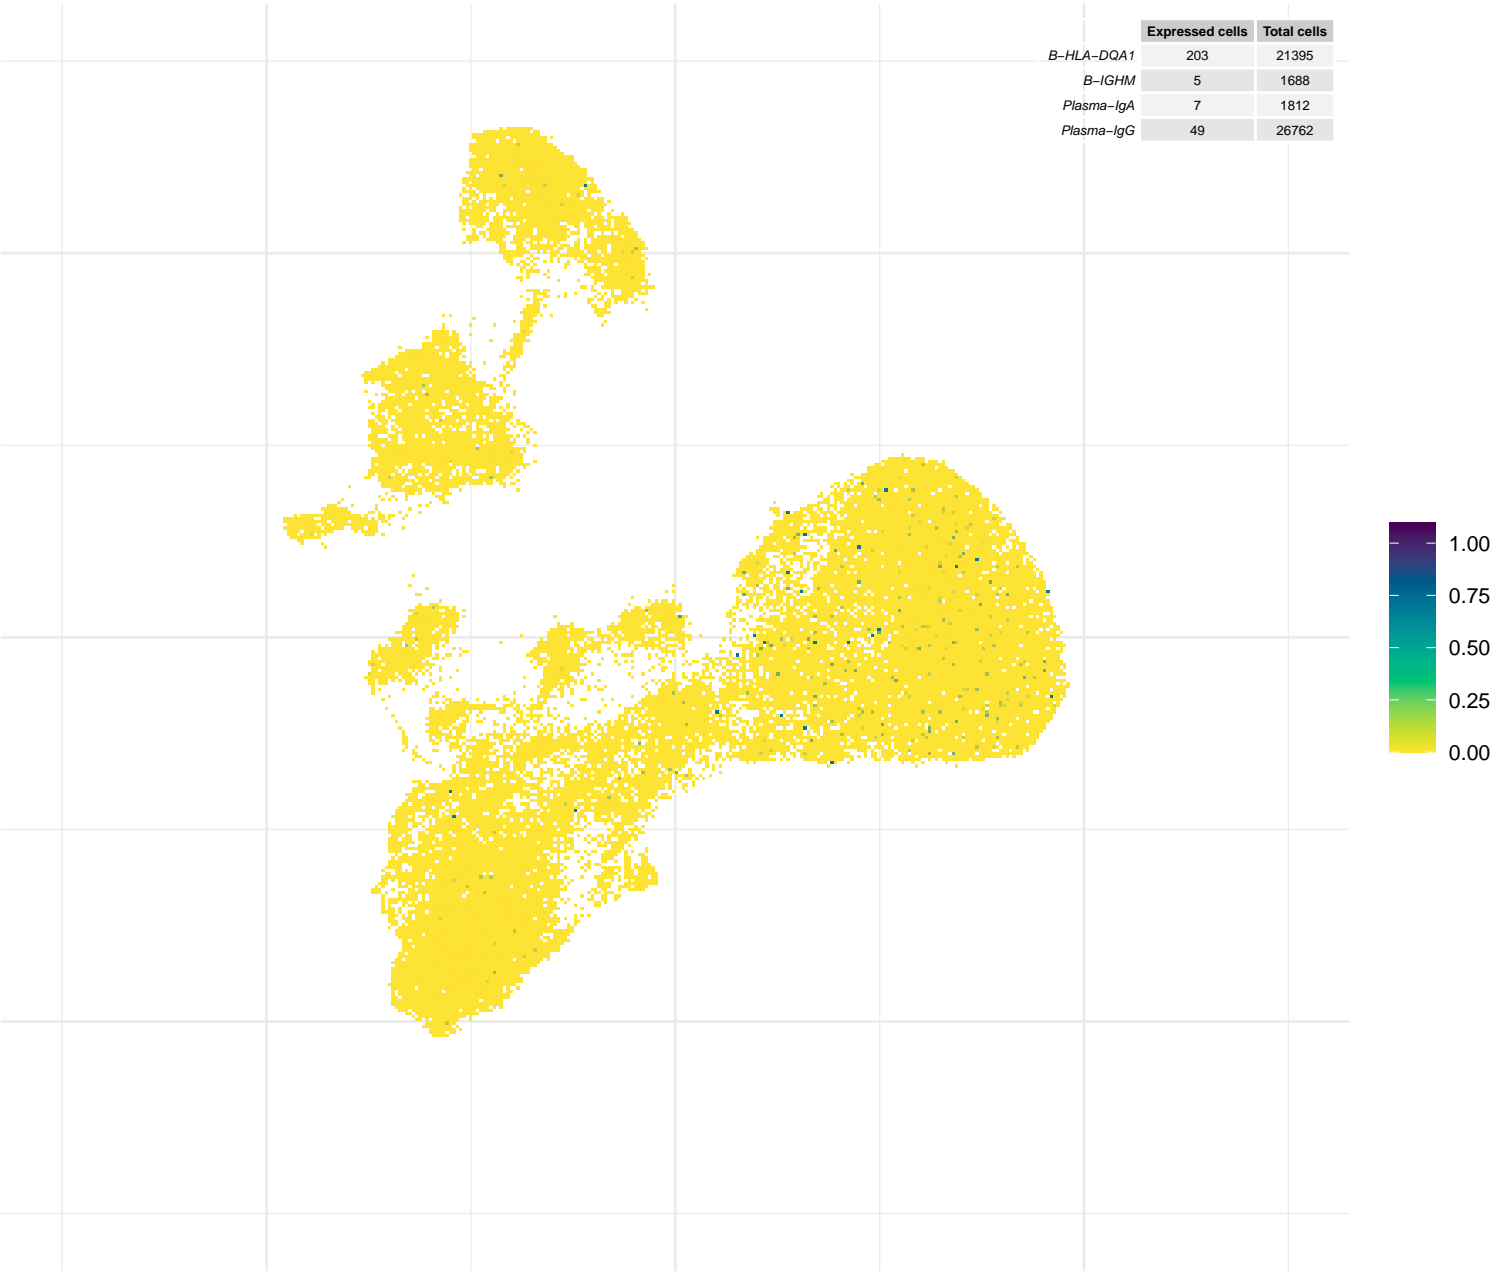 Expressed cells Total cells
B−HLA−DQA1 203 21395
B−IGHM 5 1688
Plasma−IgA 7 1812
Plasma−IgG 49 26762
1.00
0.75
0.50
0.25
0.00